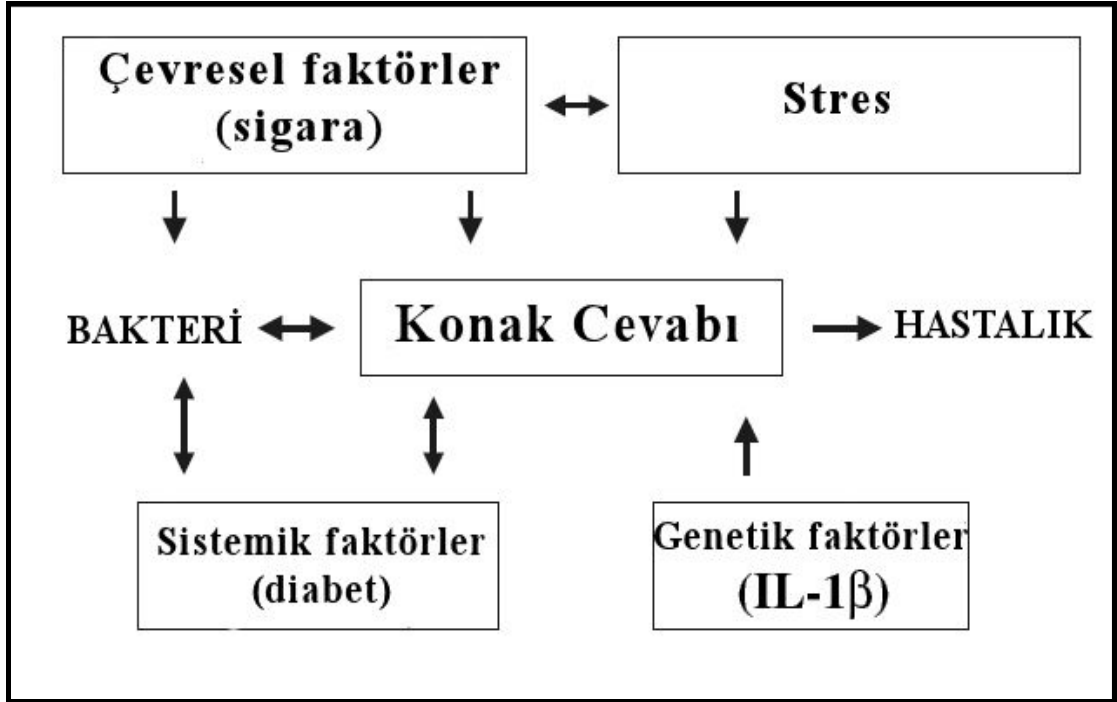 Çevresel faktörler
(sigara)
Stres
BAKTERİ
Konak Cevabı
HASTALIK
Sistemik faktörler
(diabet)
Genetik faktörler
(IL-1β)